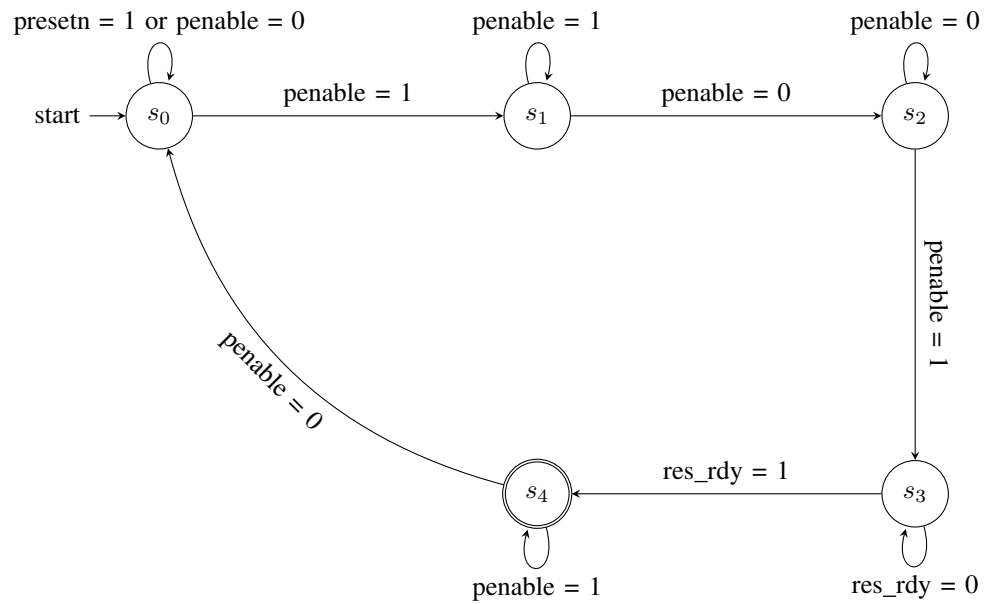 presetn = 1 or penable = 0
penable = 1
penable = 0
start
s0
penable = 1
s1
penable = 0
s2
penable = 1
penable = 0
s4
res_rdy = 1
s3
penable = 1
res_rdy = 0